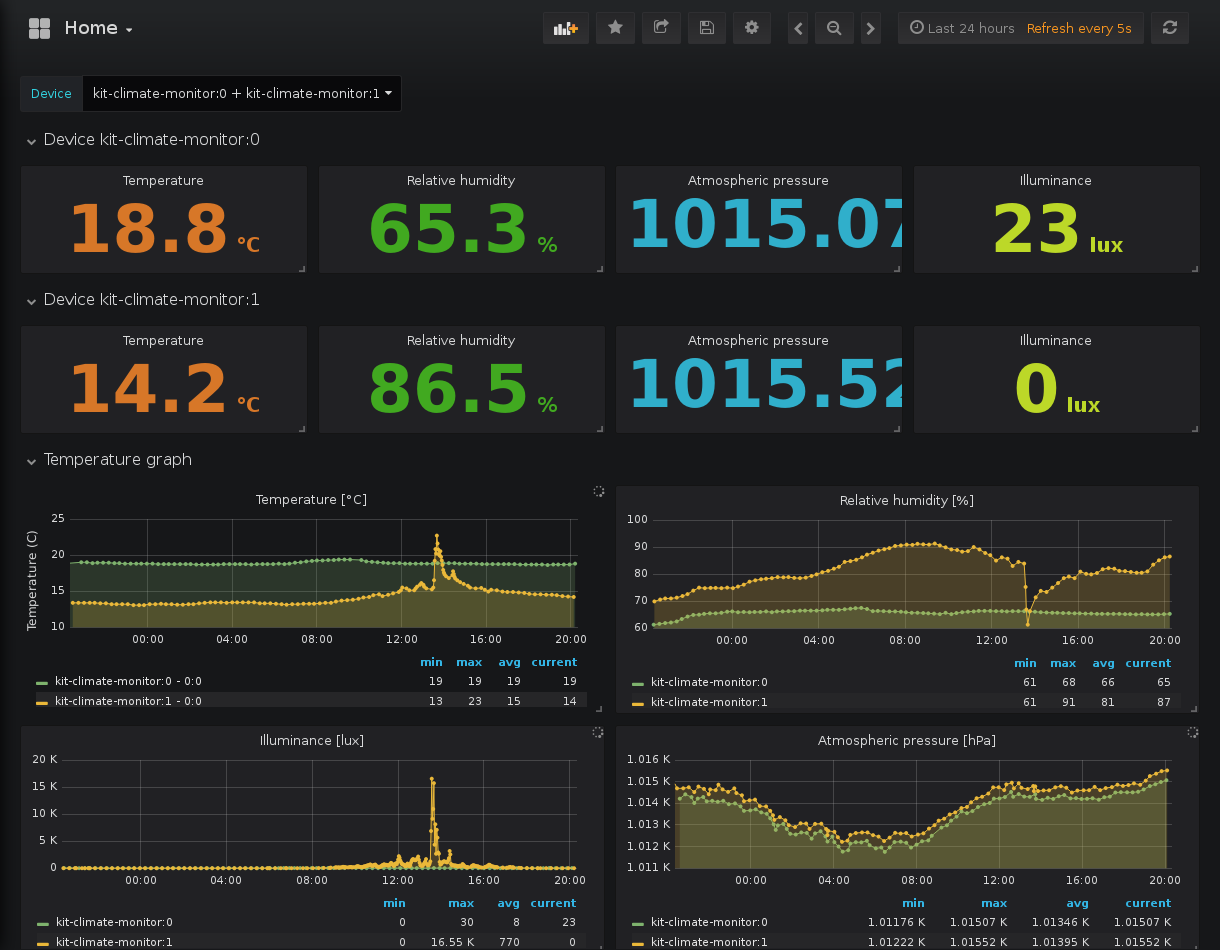 Home
Last 24 hours Refresh every 5s
Device kit-climate-monitor:0 + kit-climate-monitor:1
Device kit-climate-monitor:0
Temperature Relative humidity Atmospheric pressure Illuminance
18.8 °C 65.3 % 1015.07 23 lux
Device kit-climate-monitor:1
Temperature Relative humidity Atmospheric pressure Illuminance
14.2 °C 86.5 % 1015.52 0 lux
Temperature graph
Temperature [°C]
Temperature (C)
25
20
15
10
00:00 04:00 08:00 12:00 16:00 20:00
min max avg current
kit-climate-monitor:0 - 0:0 19 19 19 19
kit-climate-monitor:1 - 0:0 13 23 15 14
Relative humidity [%]
100
90
80
70
60
00:00 04:00 08:00 12:00 16:00 20:00
min max avg current
kit-climate-monitor:0 61 68 66 65
kit-climate-monitor:1 61 91 81 87
Illuminance [lux]
20 K
15 K
10 K
5 K
0
00:00 04:00 08:00 12:00 16:00 20:00
min max avg current
kit-climate-monitor:0 0 30 8 23
kit-climate-monitor:1 0 16.55 K 770 0
Atmospheric pressure [hPa]
1.016 K
1.015 K
1.014 K
1.013 K
1.012 K
1.011 K
00:00 04:00 08:00 12:00 16:00 20:00
min max avg current
kit-climate-monitor:0 1.01176 K 1.01507 K 1.01346 K 1.01507 K
kit-climate-monitor:1 1.01222 K 1.01552 K 1.01395 K 1.01552 K